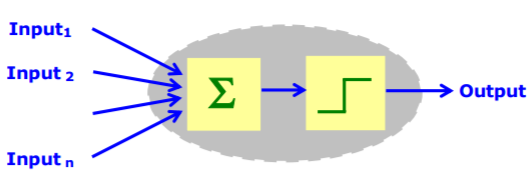 Input₁
Input ₂
Σ
Output
Input ₙ